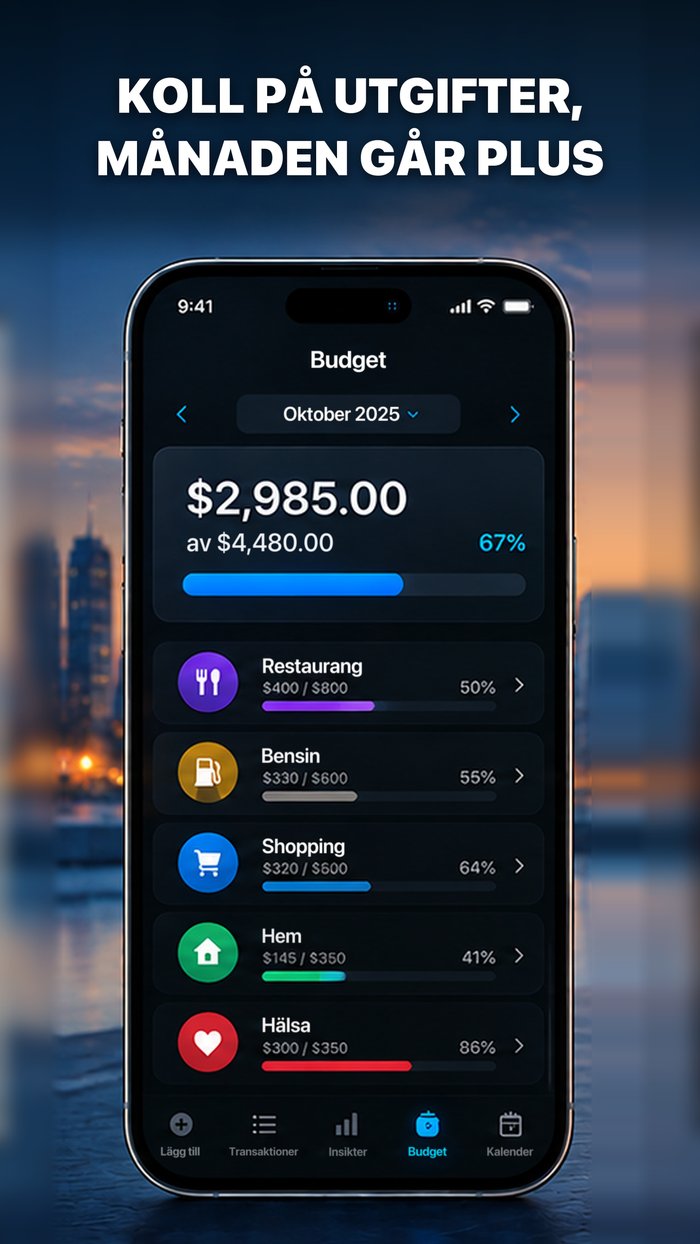 KOLL PÅ UTGIFTER,
MÅNADEN GÅR PLUS
9:41
Budget
Oktober 2025
$2,985.00
av $4,480.00
67%
Restaurang
$400 / $800
50%
Bensin
$330 / $600
55%
Shopping
$320 / $600
64%
Hem
$145 / $350
41%
Hälsa
$300 / $350
86%
Lägg till
Transaktioner
Insikter
Budget
Kalender